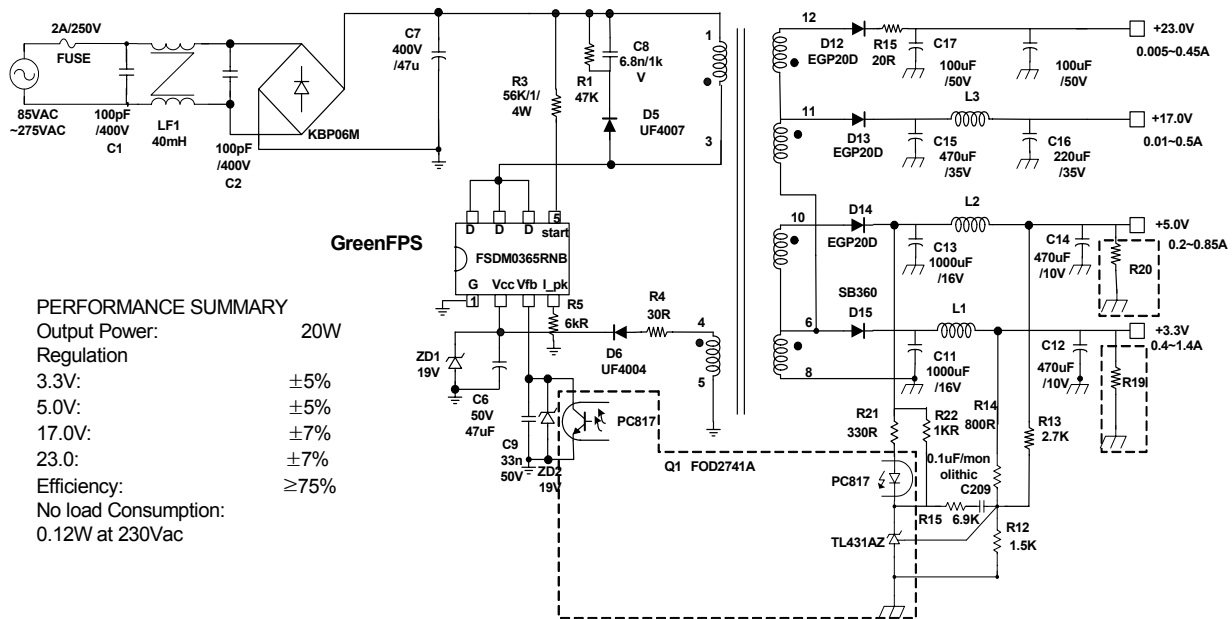 2A/250V
FUSE
85VAC
~275VAC
100pF
/400V
C1
LF1
40mH
100pF
/400V
C2
KBP06M
C7
400V
/47u
R3
56K/1/
4W
R1
47K
C8
6.8n/1k
V
D5
UF4007
1
3
GreenFPS
D
D
D
5
start
FSDM0365RNB
G
Vcc
Vfb
I_pk
1
R5
6kR
R4
30R
D6
UF4004
4
5
ZD1
19V
C6
50V
47uF
C9
33n
50V
ZD2
19V
PC817
Q1 FOD2741A
12
D12
EGP20D
R15
20R
C17
100uF
/50V
100uF
/50V
+23.0V
0.005~0.45A
11
D13
EGP20D
C15
470uF
/35V
L3
C16
220uF
/35V
+17.0V
0.01~0.5A
10
D14
EGP20D
C13
1000uF
/16V
L2
C14
470uF
/10V
R20
+5.0V
0.2~0.85A
6
8
SB360
D15
C11
1000uF
/16V
L1
C12
470uF
/10V
R19
+3.3V
0.4~1.4A
R21
330R
R22
1KR
R14
800R
R13
2.7K
0.1uF/mon
olithic
C209
PC817
R15
6.9K
R12
1.5K
TL431AZ
PERFORMANCE SUMMARY
Output Power: 20W
Regulation
3.3V: ±5%
5.0V: ±5%
17.0V: ±7%
23.0: ±7%
Efficiency: ≥75%
No load Consumption:
0.12W at 230Vac